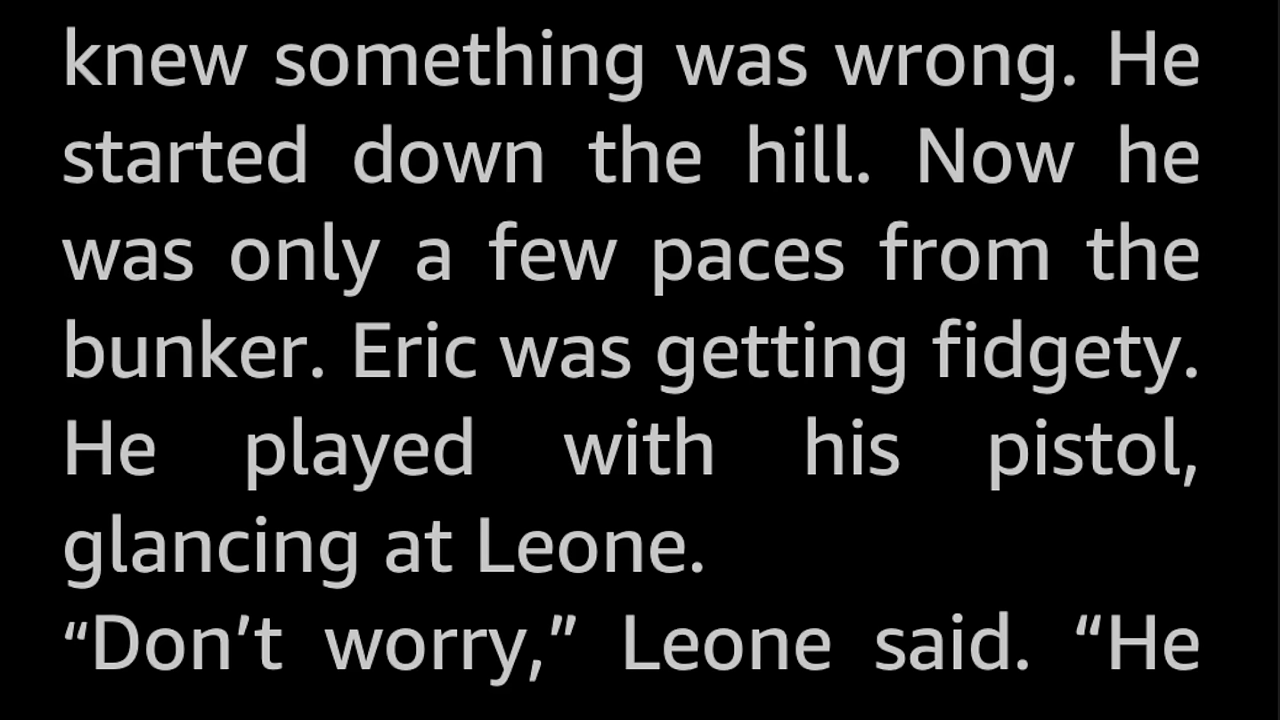 knew something was wrong. He
started down the hill. Now he
was only a few paces from the
bunker. Eric was getting fidgety.
He played with his pistol,
glancing at Leone.
“Don’t worry,” Leone said. “He